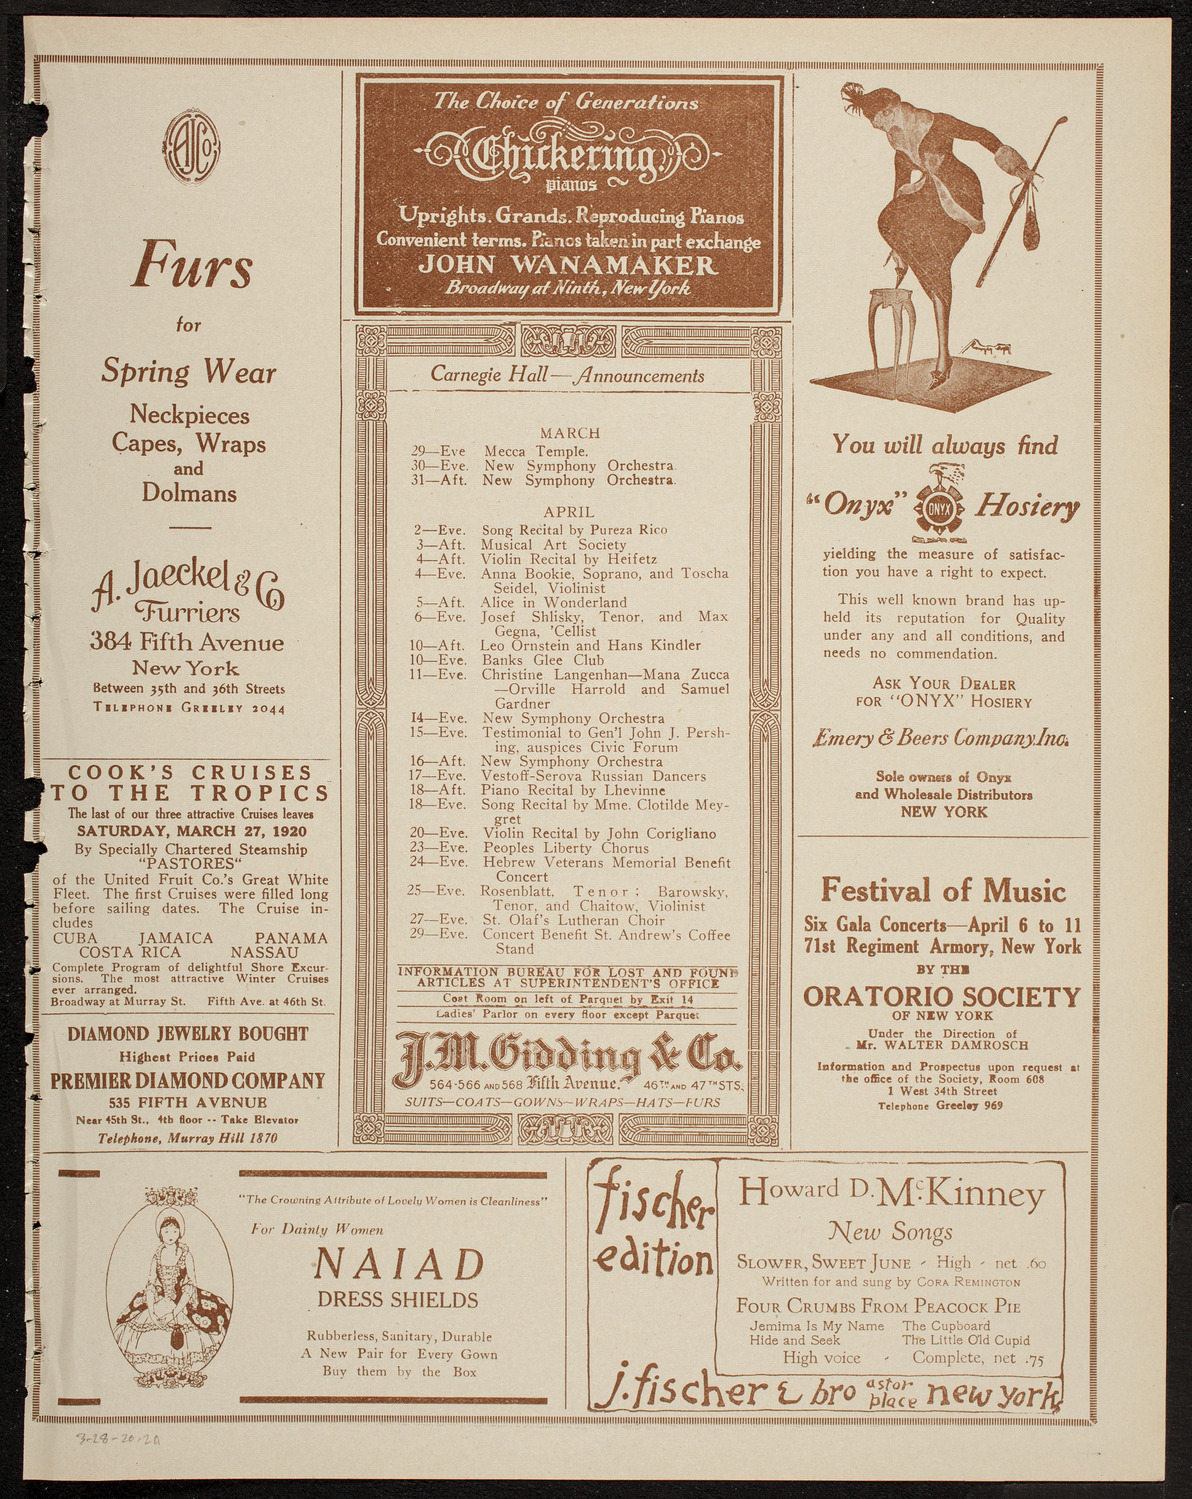 AJCo
Furs
for
Spring Wear
Neckpieces
Capes, Wraps
and
Dolmans
A. Jaeckel & Co
Furriers
384 Fifth Avenue
New York
Between 35th and 36th Streets
TELEPHONE GREELEY 2044
COOK'S CRUISES
TO THE TROPICS
The last of our three attractive Cruises leaves
SATURDAY, MARCH 27, 1920
By Specially Chartered Steamship
"PASTORES"
of the United Fruit Co.'s Great White
Fleet. The first Cruises were filled long
before sailing dates. The Cruise in-
cludes
CUBA JAMAICA PANAMA
COSTA RICA NASSAU
Complete Program of delightful Shore Excur-
sions. The most attractive Winter Cruises
ever arranged.
Broadway at Murray St. Fifth Ave. at 46th St.
DIAMOND JEWELRY BOUGHT
Highest Prices Paid
PREMIER DIAMOND COMPANY
535 FIFTH AVENUE
Near 45th St., 4th floor -- Take Elevator
Telephone, Murray Hill 1870
The Choice of Generations
Chickering
pianos
Uprights. Grands. Reproducing Pianos
Convenient terms. Pianos taken in part exchange
JOHN WANAMAKER
Broadway at Ninth, New York
Carnegie Hall—Announcements
MARCH
29—Eve Mecca Temple.
30—Eve. New Symphony Orchestra.
31—Aft. New Symphony Orchestra.
APRIL
2—Eve. Song Recital by Pureza Rico
3—Aft. Musical Art Society
4—Aft. Violin Recital by Heifetz
4—Eve. Anna Bookie, Soprano, and Toscha
Seidel, Violinist
5—Aft. Alice in Wonderland
6—Eve. Josef Shlisky, Tenor, and Max
Gegna, 'Cellist
10—Aft. Leo Ornstein and Hans Kindler
10—Eve. Banks Glee Club
11—Eve. Christine Langenhan—Mana Zucca
—Orville Harrold and Samuel
Gardner
14—Eve. New Symphony Orchestra
15—Eve. Testimonial to Gen'l John J. Persh-
ing, auspices Civic Forum
16—Aft. New Symphony Orchestra
17—Eve. Vestoff-Serova Russian Dancers
18—Aft. Piano Recital by Lhevinne
18—Eve. Song Recital by Mme. Clotilde Mey-
gret
20—Eve. Violin Recital by John Corigliano
23—Eve. Peoples Liberty Chorus
24—Eve. Hebrew Veterans Memorial Benefit
Concert
25—Eve. Rosenblatt, Tenor; Barowsky,
Tenor, and Chaitow, Violinist
27—Eve. St. Olaf's Lutheran Choir
29—Eve. Concert Benefit St. Andrew's Coffee
Stand
INFORMATION BUREAU FOR LOST AND FOUND
ARTICLES AT SUPERINTENDENT'S OFFICE
Coat Room on left of Parquet by Exit 14
Ladies' Parlor on every floor except Parquet
J.M. Gidding & Co.
564-566 AND 568 Fifth Avenue. 46TH AND 47TH STS.
SUITS—COATS—GOWNS—WRAPS—HATS—FURS
You will always find
"Onyx" ONYX Hosiery
yielding the measure of satisfac-
tion you have a right to expect.
This well known brand has up-
held its reputation for Quality
under any and all conditions, and
needs no commendation.
ASK YOUR DEALER
FOR "ONYX" HOSIERY
Emery & Beers Company, Inc.
Sole owners of Onyx
and Wholesale Distributors
NEW YORK
Festival of Music
Six Gala Concerts—April 6 to 11
71st Regiment Armory, New York
BY THE
ORATORIO SOCIETY
OF NEW YORK
Under the Direction of
Mr. WALTER DAMROSCH
Information and Prospectus upon request at
the office of the Society, Room 608
1 West 34th Street
Telephone Greeley 969
"The Crowning Attribute of Lovely Women is Cleanliness"
For Dainty Women
NAIAD
DRESS SHIELDS
Rubberless, Sanitary, Durable
A New Pair for Every Gown
Buy them by the Box
fischer
edition
HOWARD D. McKINNEY
New Songs
SLOWER, SWEET JUNE - High - net .60
Written for and sung by CORA REMINGTON
FOUR CRUMBS FROM PEACOCK PIE
Jemima Is My Name The Cupboard
Hide and Seek The Little Old Cupid
High voice - Complete, net .75
j. fischer & bro astor place new york
3-28-20